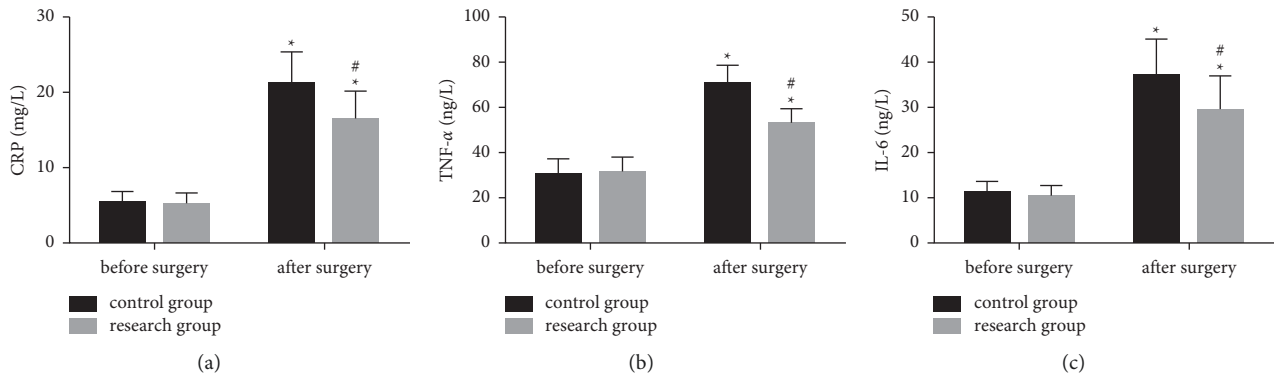 CRP (mg/L)
30
20
10
0
*
#
*
before surgery
after surgery
control group
research group
(a)
TNF-α (ng/L)
100
80
60
40
20
0
*
#
*
before surgery
after surgery
control group
research group
(b)
IL-6 (ng/L)
50
40
30
20
10
0
*
#
*
before surgery
after surgery
control group
research group
(c)